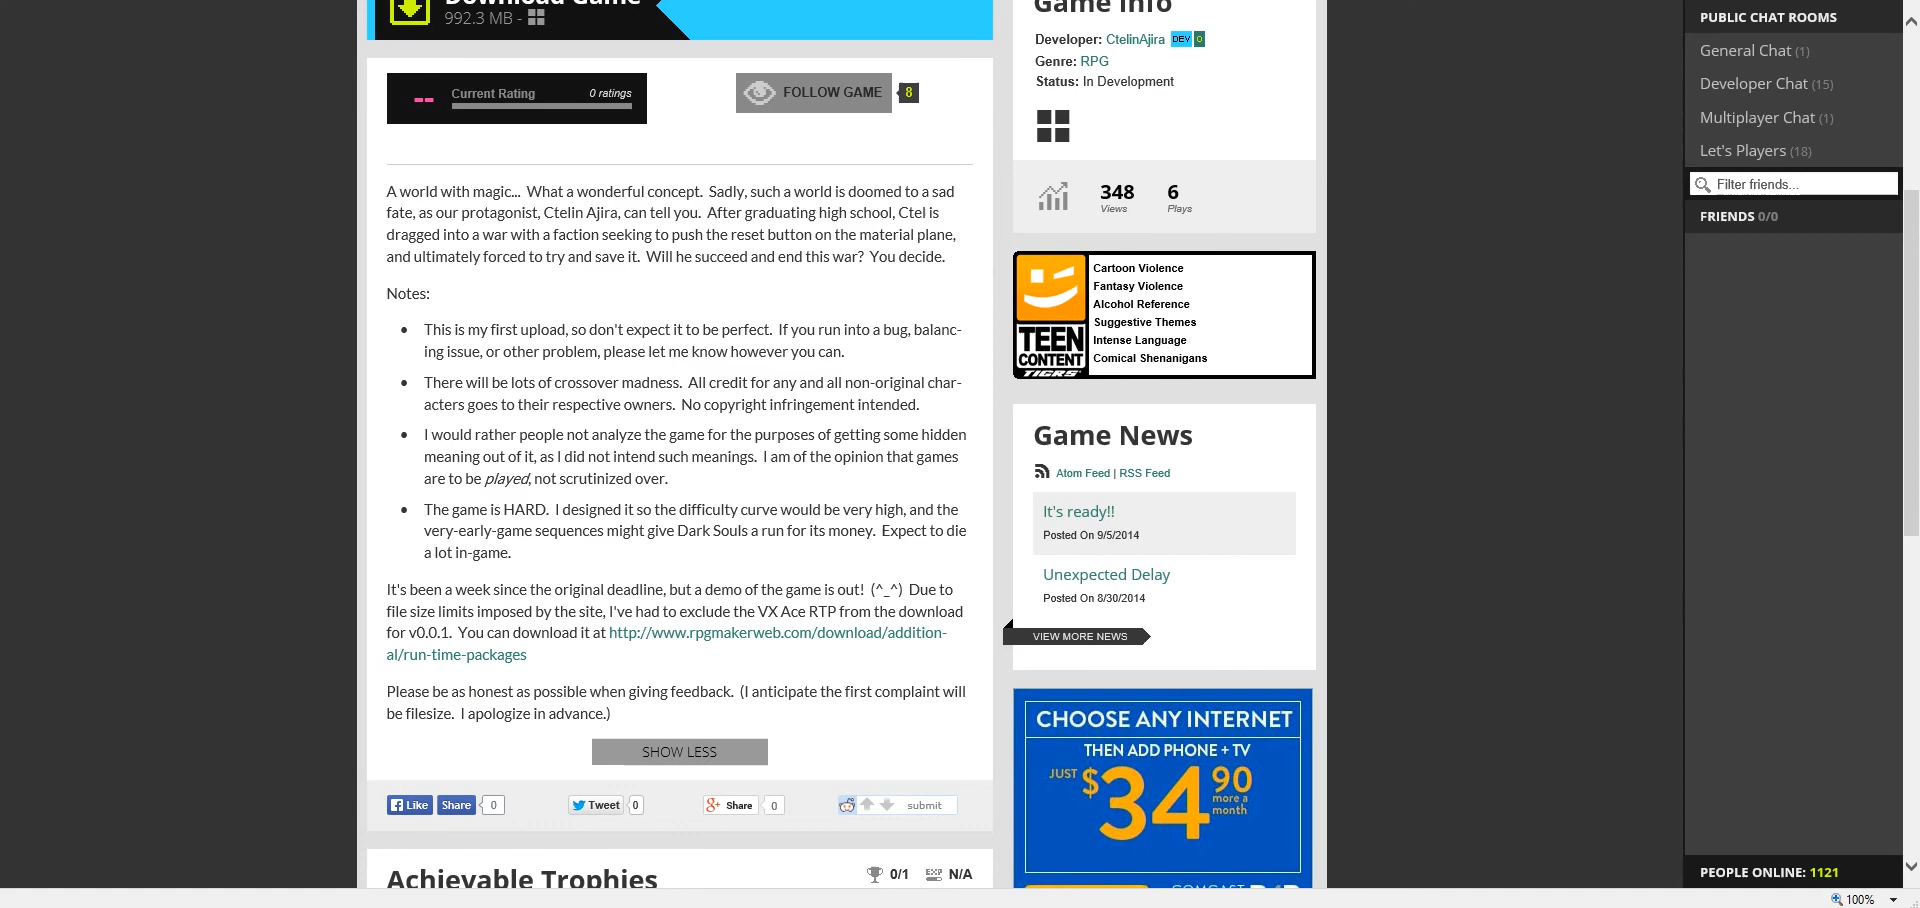 Download Game
992.3 MB -
Current Rating
0 ratings
--
FOLLOW GAME
8
A world with magic... What a wonderful concept. Sadly, such a world is doomed to a sad
fate, as our protagonist, Ctelin Ajira, can tell you. After graduating high school, Ctel is
dragged into a war with a faction seeking to push the reset button on the material plane,
and ultimately forced to try and save it. Will he succeed and end this war? You decide.
Notes:
• This is my first upload, so don't expect it to be perfect. If you run into a bug, balanc-
ing issue, or other problem, please let me know however you can.
• There will be lots of crossover madness. All credit for any and all non-original char-
acters goes to their respective owners. No copyright infringement intended.
• I would rather people not analyze the game for the purposes of getting some hidden
meaning out of it, as I did not intend such meanings. I am of the opinion that games
are to be played, not scrutinized over.
• The game is HARD. I designed it so the difficulty curve would be very high, and the
very-early-game sequences might give Dark Souls a run for its money. Expect to die
a lot in-game.
It's been a week since the original deadline, but a demo of the game is out! (^_^) Due to
file size limits imposed by the site, I've had to exclude the VX Ace RTP from the download
for v0.0.1. You can download it at http://www.rpgmakerweb.com/download/addition-
al/run-time-packages
Please be as honest as possible when giving feedback. (I anticipate the first complaint will
be filesize. I apologize in advance.)
SHOW LESS
Like
Share
0
Tweet
0
Share
0
submit
Achievable Trophies
0/1
EXP
N/A
Game Info
Developer: CtelinAjira DEV 0
Genre: RPG
Status: In Development
348
Views
6
Plays
TEEN
CONTENT
TIGRS
Cartoon Violence
Fantasy Violence
Alcohol Reference
Suggestive Themes
Intense Language
Comical Shenanigans
Game News
Atom Feed | RSS Feed
It's ready!!
Posted On 9/5/2014
Unexpected Delay
Posted On 8/30/2014
VIEW MORE NEWS
CHOOSE ANY INTERNET
THEN ADD PHONE + TV
JUST
$34.90
more a
month
COMCAST
PUBLIC CHAT ROOMS
General Chat (1)
Developer Chat (15)
Multiplayer Chat (1)
Let's Players (18)
Filter friends...
FRIENDS 0/0
PEOPLE ONLINE: 1121
100%